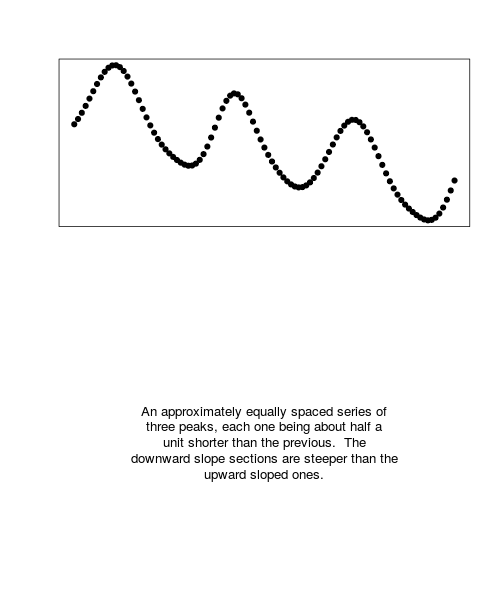 An approximately equally spaced series of
three peaks, each one being about half a
unit shorter than the previous.  The
downward slope sections are steeper than the
upward sloped ones.